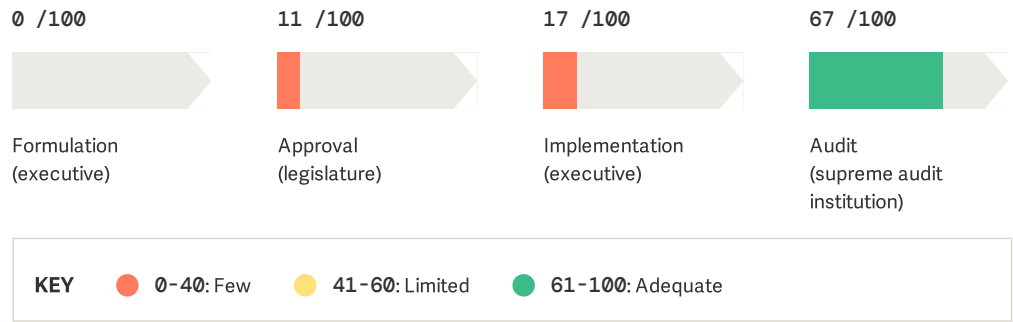 0 /100
11 /100
17 /100
67 /100
Formulation
(executive)
Approval
(legislature)
Implementation
(executive)
Audit
(supreme audit
institution)
KEY 0-40: Few 41-60: Limited 61-100: Adequate